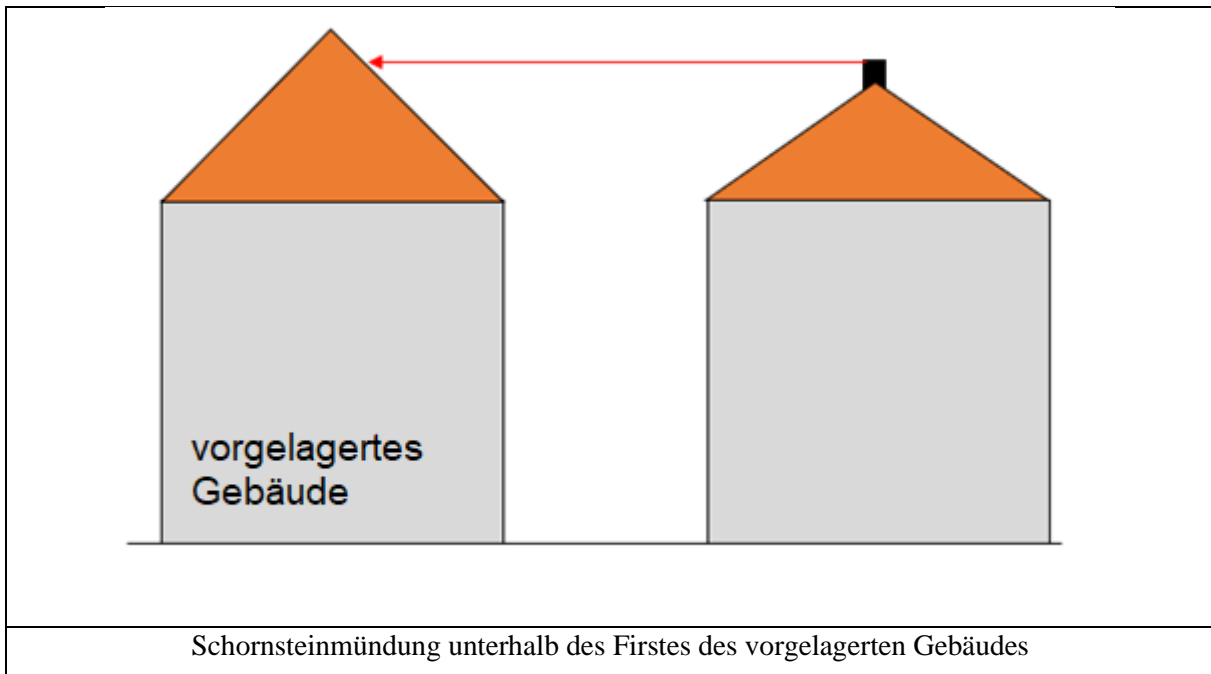 vorgelagertes
Gebäude
Schornsteinmündung unterhalb des Firstes des vorgelagerten Gebäudes